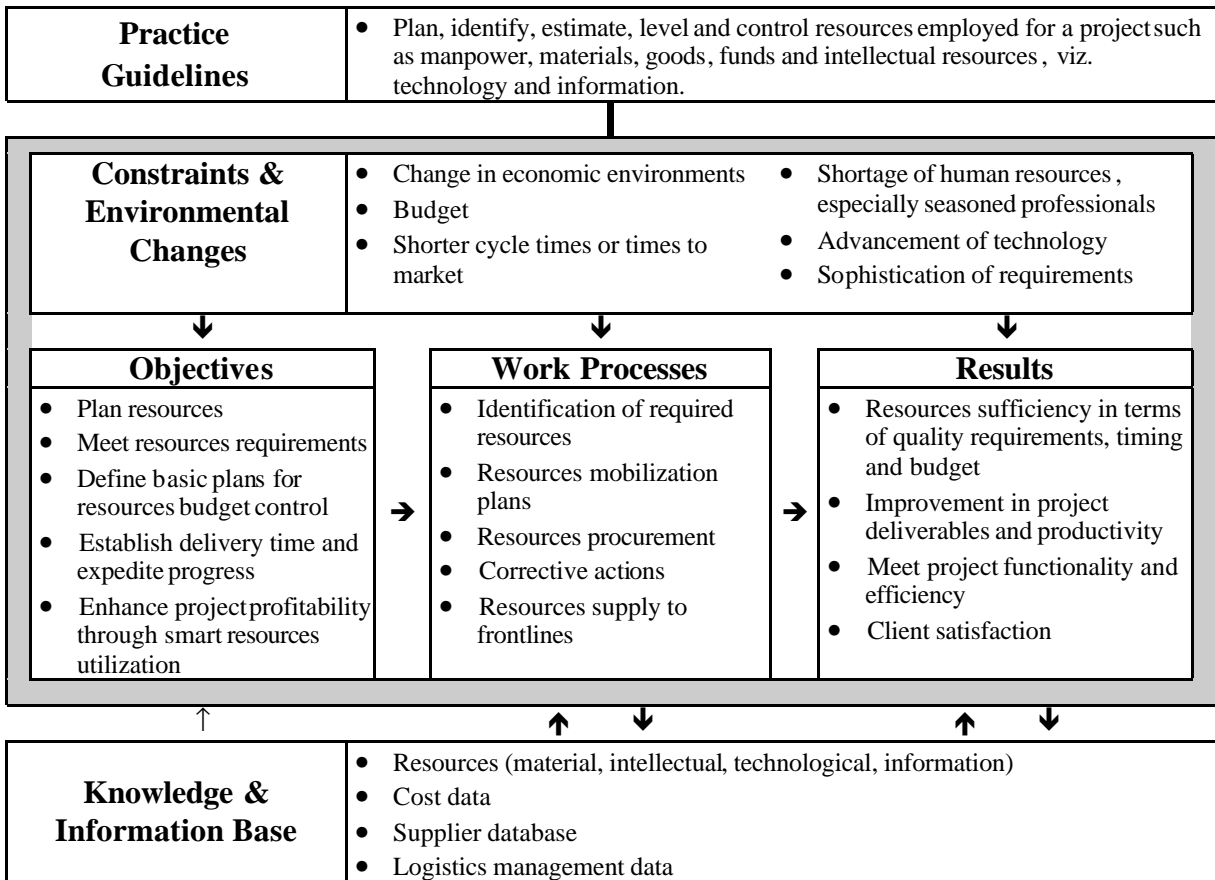 Practice
Guidelines
• Plan, identify, estimate, level and control resources employed for a project such
as manpower, materials, goods, funds and intellectual resources, viz.
technology and information.
Constraints &
Environmental
Changes
• Change in economic environments
• Budget
• Shorter cycle times or times to
market
• Shortage of human resources,
especially seasoned professionals
• Advancement of technology
• Sophistication of requirements
Objectives
• Plan resources
• Meet resources requirements
• Define basic plans for
resources budget control
• Establish delivery time and
expedite progress
• Enhance project profitability
through smart resources
utilization
Work Processes
• Identification of required
resources
• Resources mobilization
plans
• Resources procurement
• Corrective actions
• Resources supply to
frontlines
Results
• Resources sufficiency in terms
of quality requirements, timing
and budget
• Improvement in project
deliverables and productivity
• Meet project functionality and
efficiency
• Client satisfaction
Knowledge &
Information Base
• Resources (material, intellectual, technological, information)
• Cost data
• Supplier database
• Logistics management data